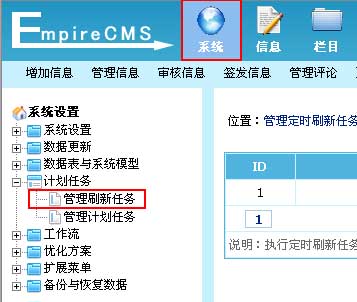 EmpireCMS
系统 信息 栏目
增加信息 管理信息 审核信息 签发信息 管理评论
系统设置
系统设置
数据更新
数据表与系统模型
计划任务
管理刷新任务
管理计划任务
工作流
优化方案
扩展菜单
备份与恢复数据
位置：管理定时刷新任务
ID
1
1
说明：执行定时刷新任务